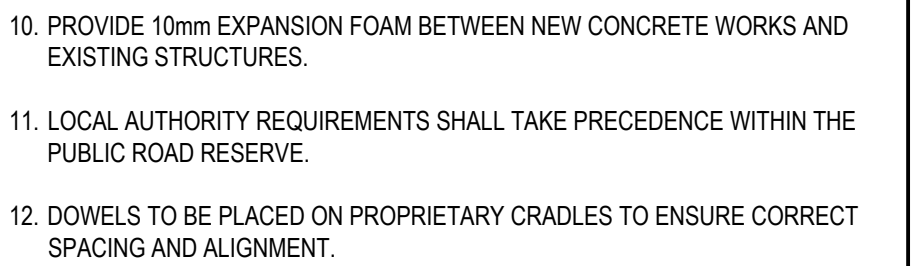 10. PROVIDE 10mm EXPANSION FOAM BETWEEN NEW CONCRETE WORKS AND
EXISTING STRUCTURES.
11. LOCAL AUTHORITY REQUIREMENTS SHALL TAKE PRECEDENCE WITHIN THE
PUBLIC ROAD RESERVE.
12. DOWELS TO BE PLACED ON PROPRIETARY CRADLES TO ENSURE CORRECT
SPACING AND ALIGNMENT.